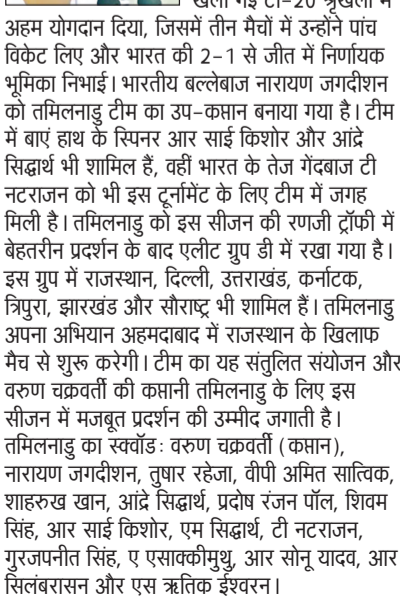 खेली गई टी-20 श्रृंखला में
अहम योगदान दिया, जिसमें तीन मैचों में उन्होंने पांच
विकेट लिए और भारत की 2-1 से जीत में निर्णायक
भूमिका निभाई। भारतीय बल्लेबाज नारायण जगदीशन
को तमिलनाडु टीम का उप-कप्तान बनाया गया है। टीम
में बाएं हाथ के स्पिनर आर साई किशोर और आंद्रे
सिद्धार्थ भी शामिल हैं, वहीं भारत के तेज गेंदबाज टी
नटराजन को भी इस टूर्नामेंट के लिए टीम में जगह
मिली है। तमिलनाडु को इस सीजन की रणजी ट्रॉफी में
बेहतरीन प्रदर्शन के बाद एलीट ग्रुप डी में रखा गया है।
इस ग्रुप में राजस्थान, दिल्ली, उत्तराखंड, कर्नाटक,
त्रिपुरा, झारखंड और सौराष्ट्र भी शामिल हैं। तमिलनाडु
अपना अभियान अहमदाबाद में राजस्थान के खिलाफ
मैच से शुरू करेगी। टीम का यह संतुलित संयोजन और
वरुण चक्रवर्ती की कप्तानी तमिलनाडु के लिए इस
सीजन में मजबूत प्रदर्शन की उम्मीद जगाती है।
तमिलनाडु का स्क्वॉड: वरुण चक्रवर्ती (कप्तान),
नारायण जगदीशन, तुषार रहेजा, वीपी अमित सात्विक,
शाहरुख खान, आंद्रे सिद्धार्थ, प्रदोष रंजन पॉल, शिवम
सिंह, आर साई किशोर, एम सिद्धार्थ, टी नटराजन,
गुरजपनीत सिंह, ए एसाक्कीमुथु, आर सोनू यादव, आर
सिलंबरासन और एस ऋतिक ईश्वरन।